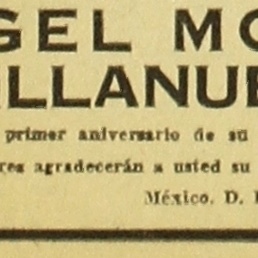 GEL MO
LLANUE
primer aniversario de su
res agradecerán a usted su
México, D.